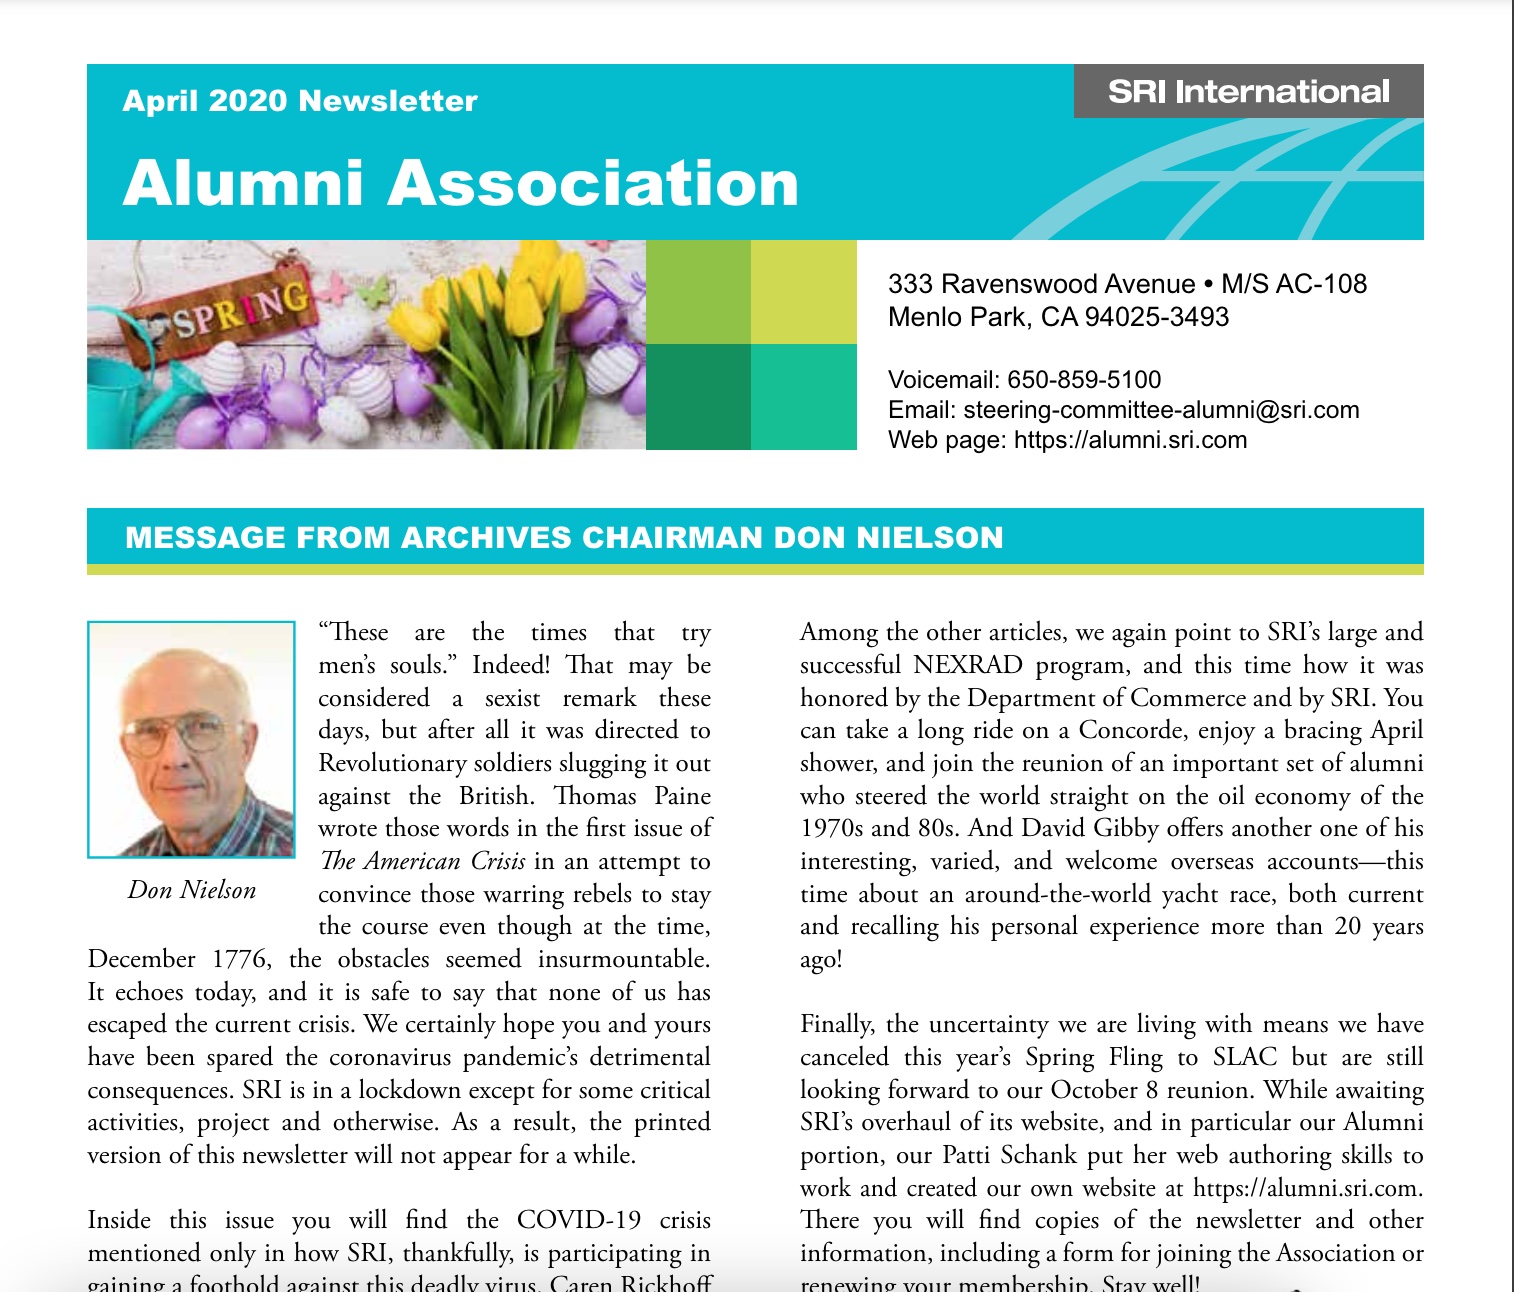 April 2020 Newsletter
SRI International
Alumni Association
SPRING
333 Ravenswood Avenue • M/S AC-108
Menlo Park, CA 94025-3493
Voicemail: 650-859-5100
Email: steering-committee-alumni@sri.com
Web page: https://alumni.sri.com
MESSAGE FROM ARCHIVES CHAIRMAN DON NIELSON
“These are the times that try
men’s souls.” Indeed! That may be
considered a sexist remark these
days, but after all it was directed to
Revolutionary soldiers slugging it out
against the British. Thomas Paine
wrote those words in the first issue of
The American Crisis in an attempt to
convince those warring rebels to stay
the course even though at the time,
Don Nielson
December 1776, the obstacles seemed insurmountable.
It echoes today, and it is safe to say that none of us has
escaped the current crisis. We certainly hope you and yours
have been spared the coronavirus pandemic’s detrimental
consequences. SRI is in a lockdown except for some critical
activities, project and otherwise. As a result, the printed
version of this newsletter will not appear for a while.
Inside this issue you will find the COVID-19 crisis
mentioned only in how SRI, thankfully, is participating in
gaining a foothold against this deadly virus. Caren Rickhoff
Among the other articles, we again point to SRI’s large and
successful NEXRAD program, and this time how it was
honored by the Department of Commerce and by SRI. You
can take a long ride on a Concorde, enjoy a bracing April
shower, and join the reunion of an important set of alumni
who steered the world straight on the oil economy of the
1970s and 80s. And David Gibby offers another one of his
interesting, varied, and welcome overseas accounts—this
time about an around-the-world yacht race, both current
and recalling his personal experience more than 20 years
ago!
Finally, the uncertainty we are living with means we have
canceled this year’s Spring Fling to SLAC but are still
looking forward to our October 8 reunion. While awaiting
SRI’s overhaul of its website, and in particular our Alumni
portion, our Patti Schank put her web authoring skills to
work and created our own website at https://alumni.sri.com.
There you will find copies of the newsletter and other
information, including a form for joining the Association or
renewing your membership. Stay well!